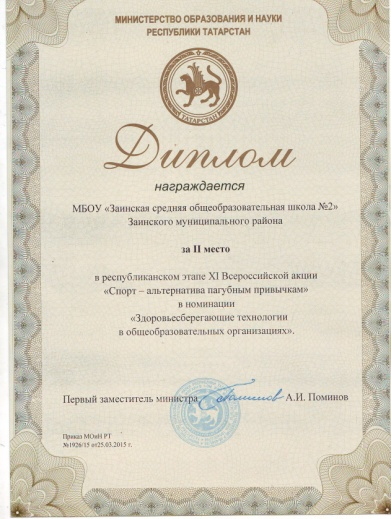 МИНИСТЕРСТВО ОБРАЗОВАНИЯ И НАУКИ
РЕСПУБЛИКИ ТАТАРСТАН
ТАТАРСТАН
Диплом
награждается
МБОУ «Заинская средняя общеобразовательная школа №2»
Заинского муниципального района
за II место
в республиканском этапе XI Всероссийской акции
«Спорт – альтернатива пагубным привычкам»
в номинации
«Здоровьесберегающие технологии
в общеобразовательных организациях».
Первый заместитель министра А.И. Поминов
Приказ МОиН РТ
№1926/15 от25.03.2015 г.